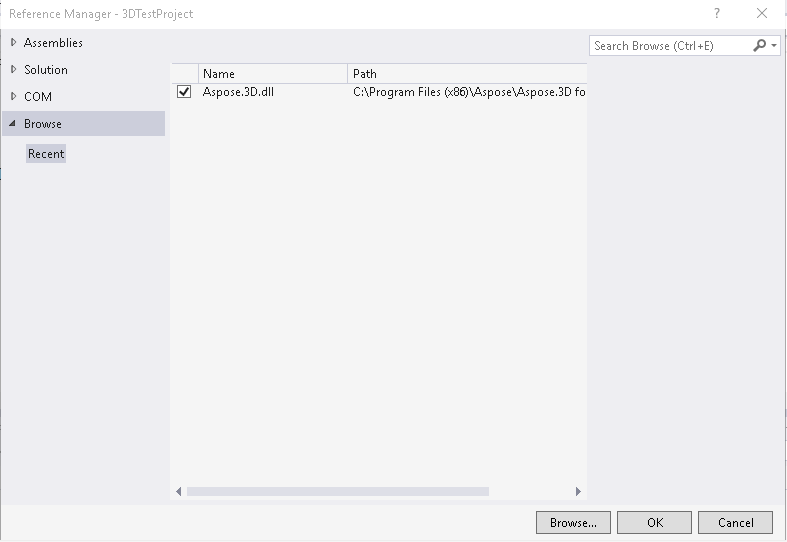 Reference Manager - 3DTestProject
?
Assemblies
Solution
COM
Browse
Recent
Search Browse (Ctrl+E)
Name Path
Aspose.3D.dll C:\Program Files (x86)\Aspose\Aspose.3D fo
Browse... OK Cancel